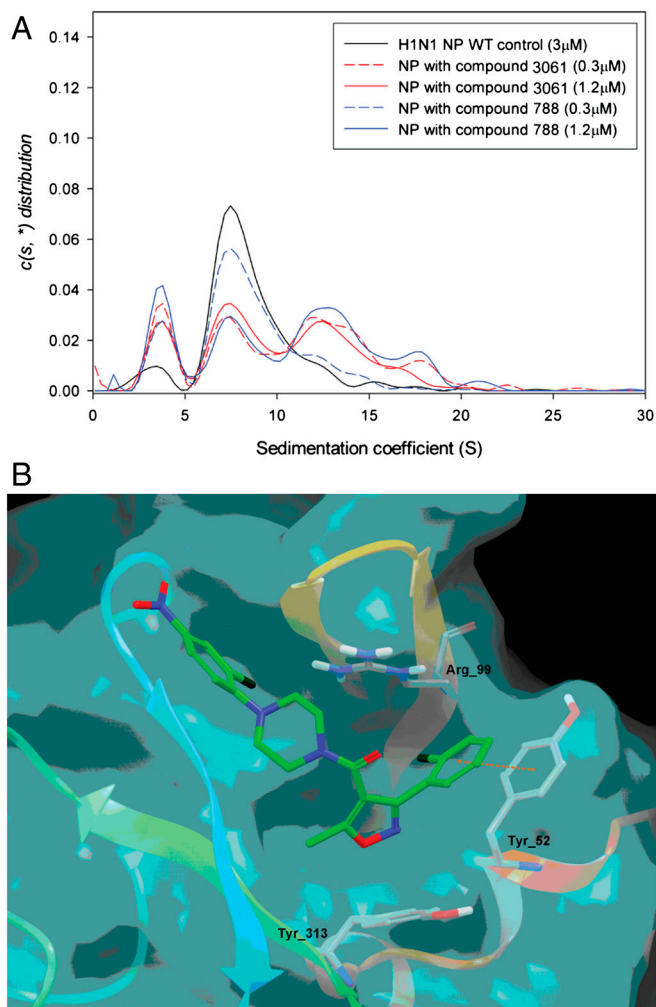 A
0.14
0.12
0.10
0.08
0.06
0.04
0.02
0.00
c(s, *) distribution
H1N1 NP WT control (3μM)
NP with compound 3061 (0.3μM)
NP with compound 3061 (1.2μM)
NP with compound 788 (0.3μM)
NP with compound 788 (1.2μM)
0 5 10 15 20 25 30
Sedimentation coefficient (S)
B
Arg_99
Tyr_52
Tyr_313